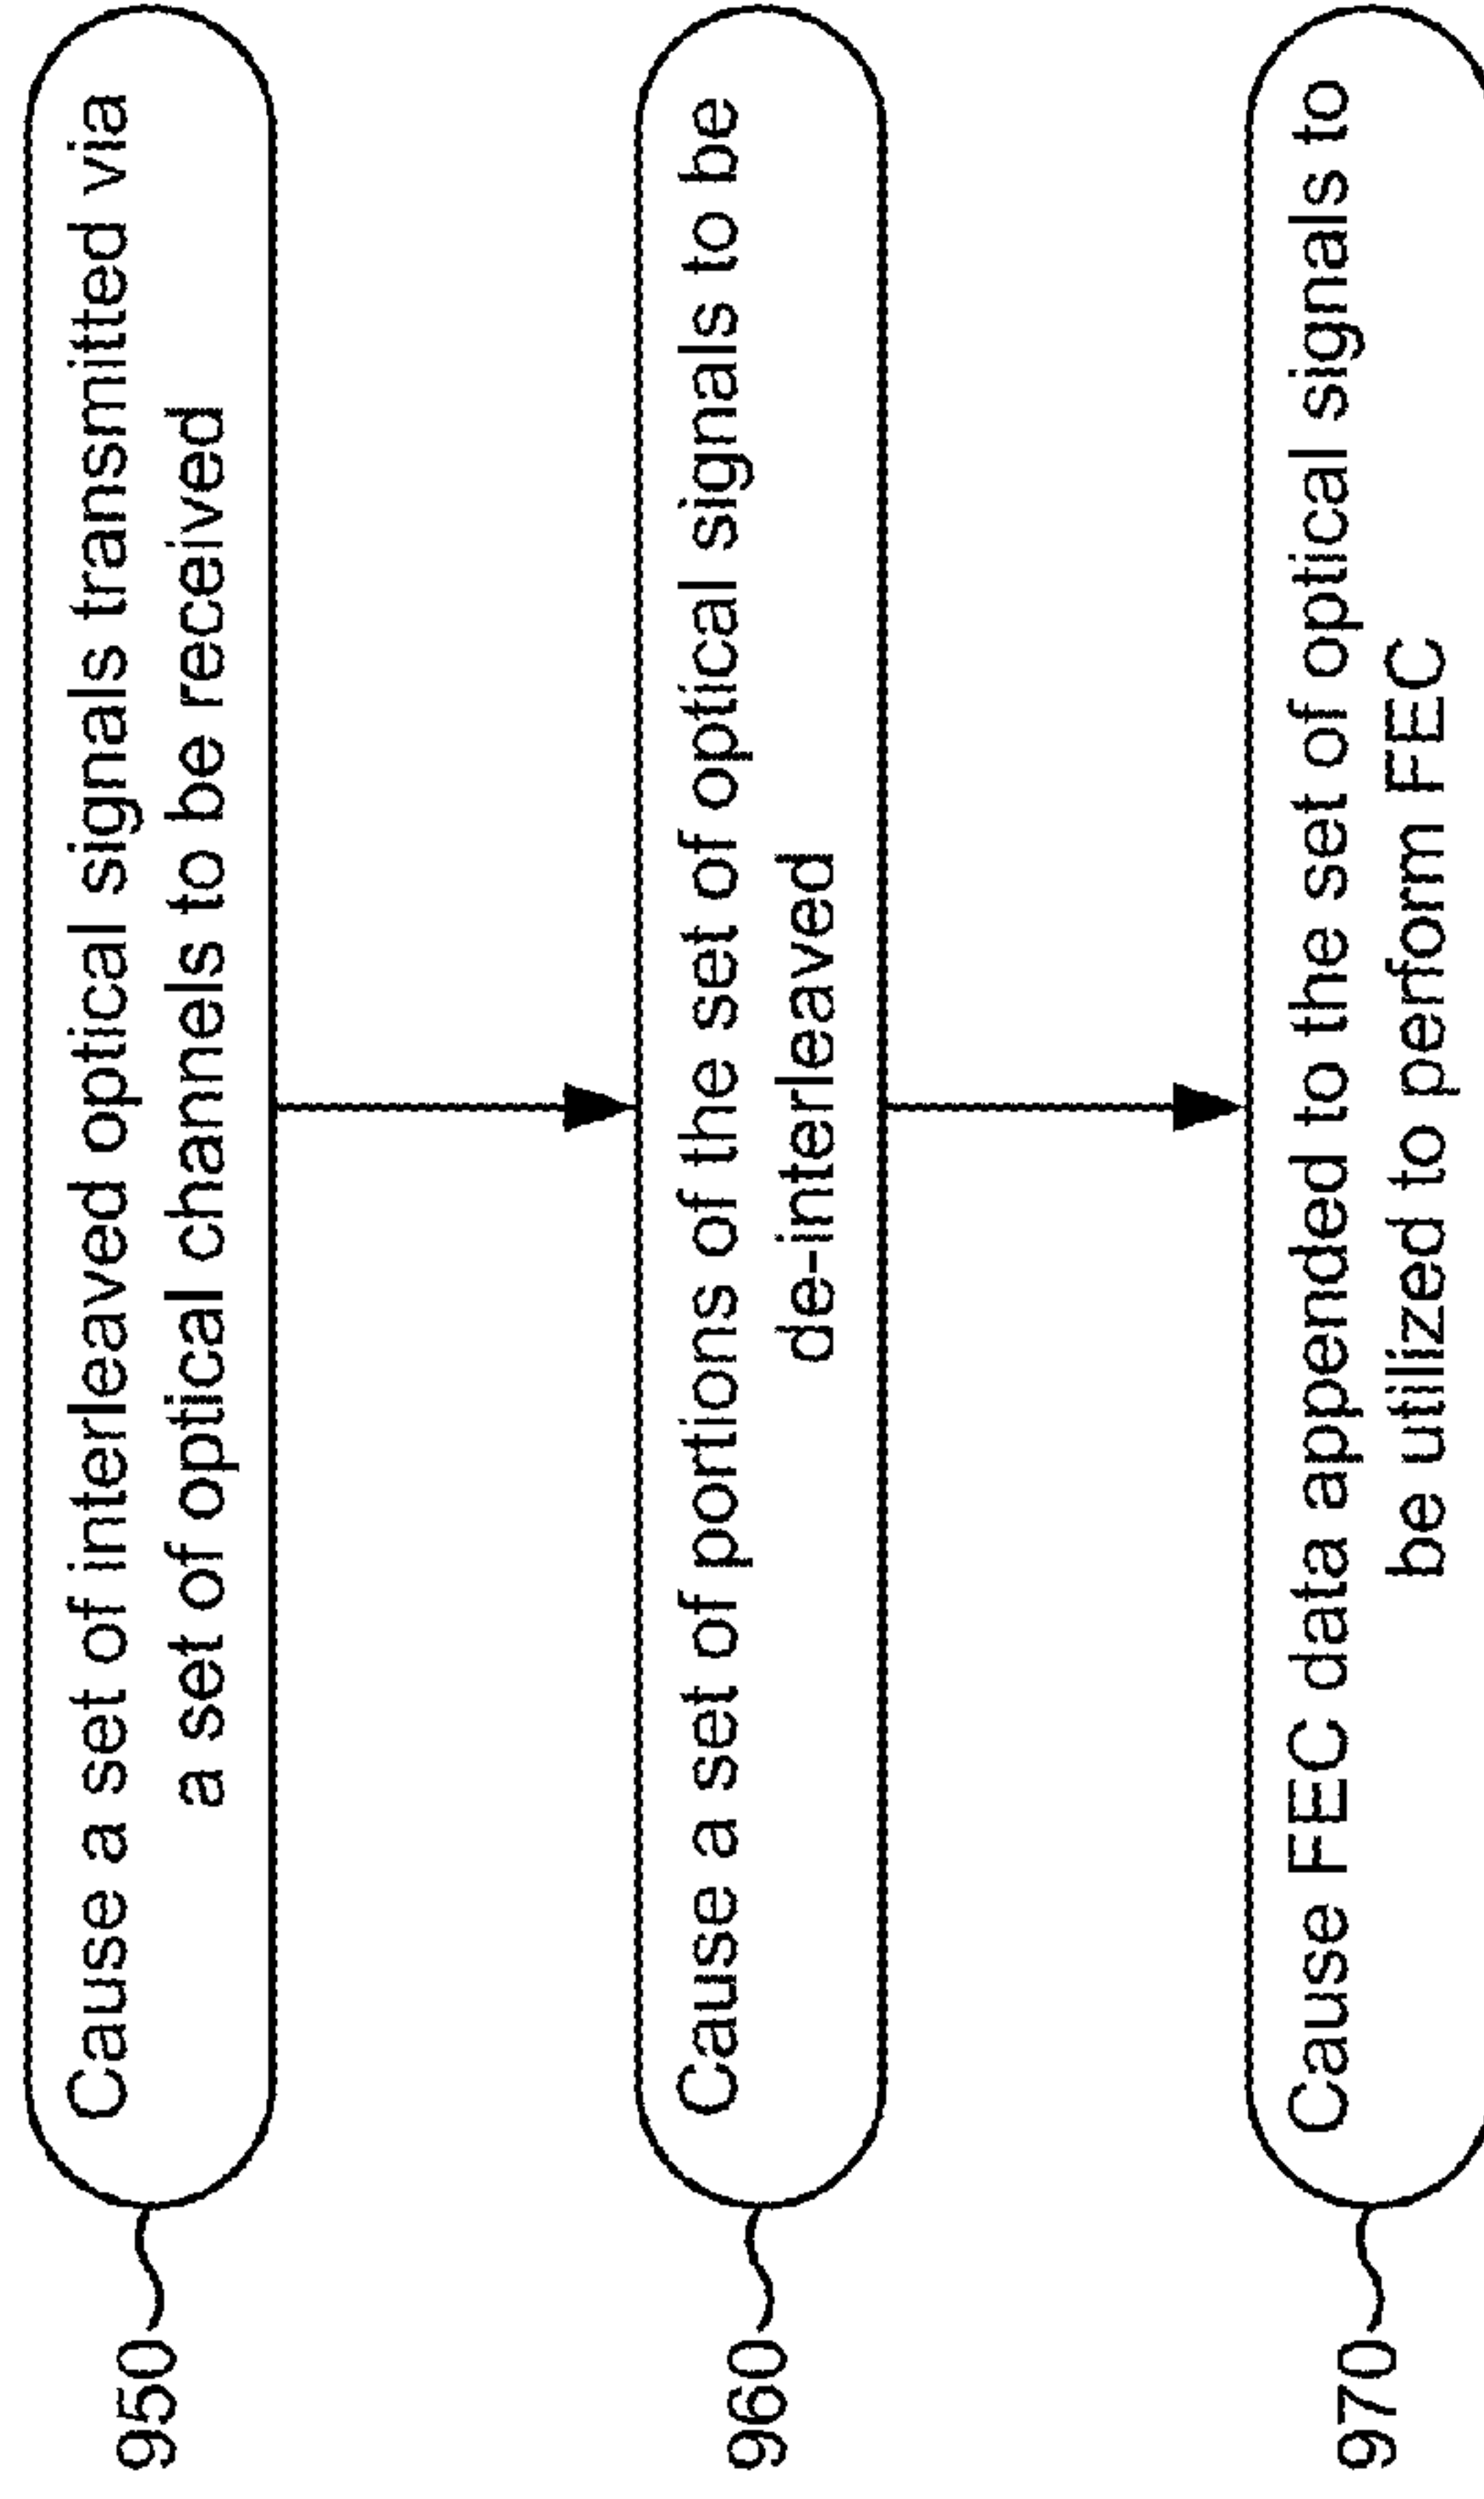 950
Cause a set of interleaved optical signals transmitted via
a set of optical channels to be received
960
Cause a set of portions of the set of optical signals to be
de-interleaved
970
Cause FEC data appended to the set of optical signals to
be utilized to perform FEC